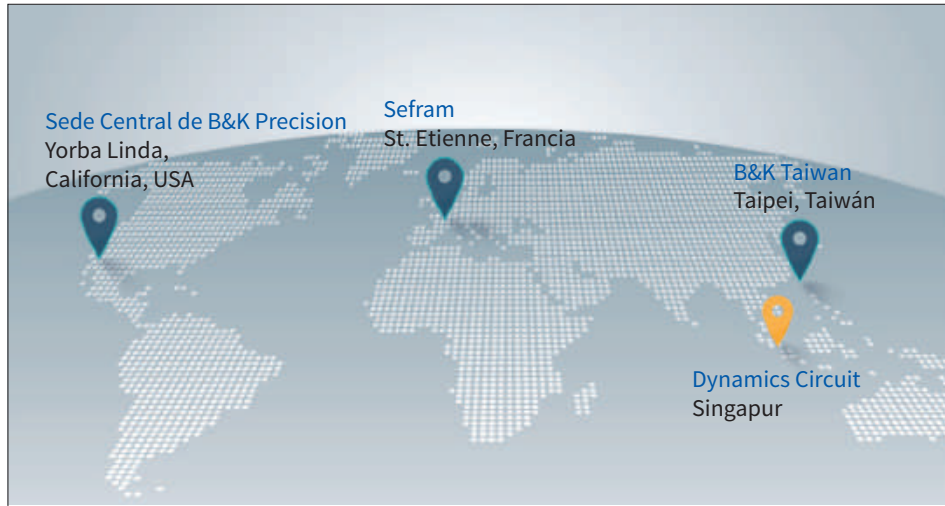 Sede Central de B&K Precision
Yorba Linda,
California, USA
Sefram
St. Etienne, Francia
B&K Taiwan
Taipei, Taiwán
Dynamics Circuit
Singapur